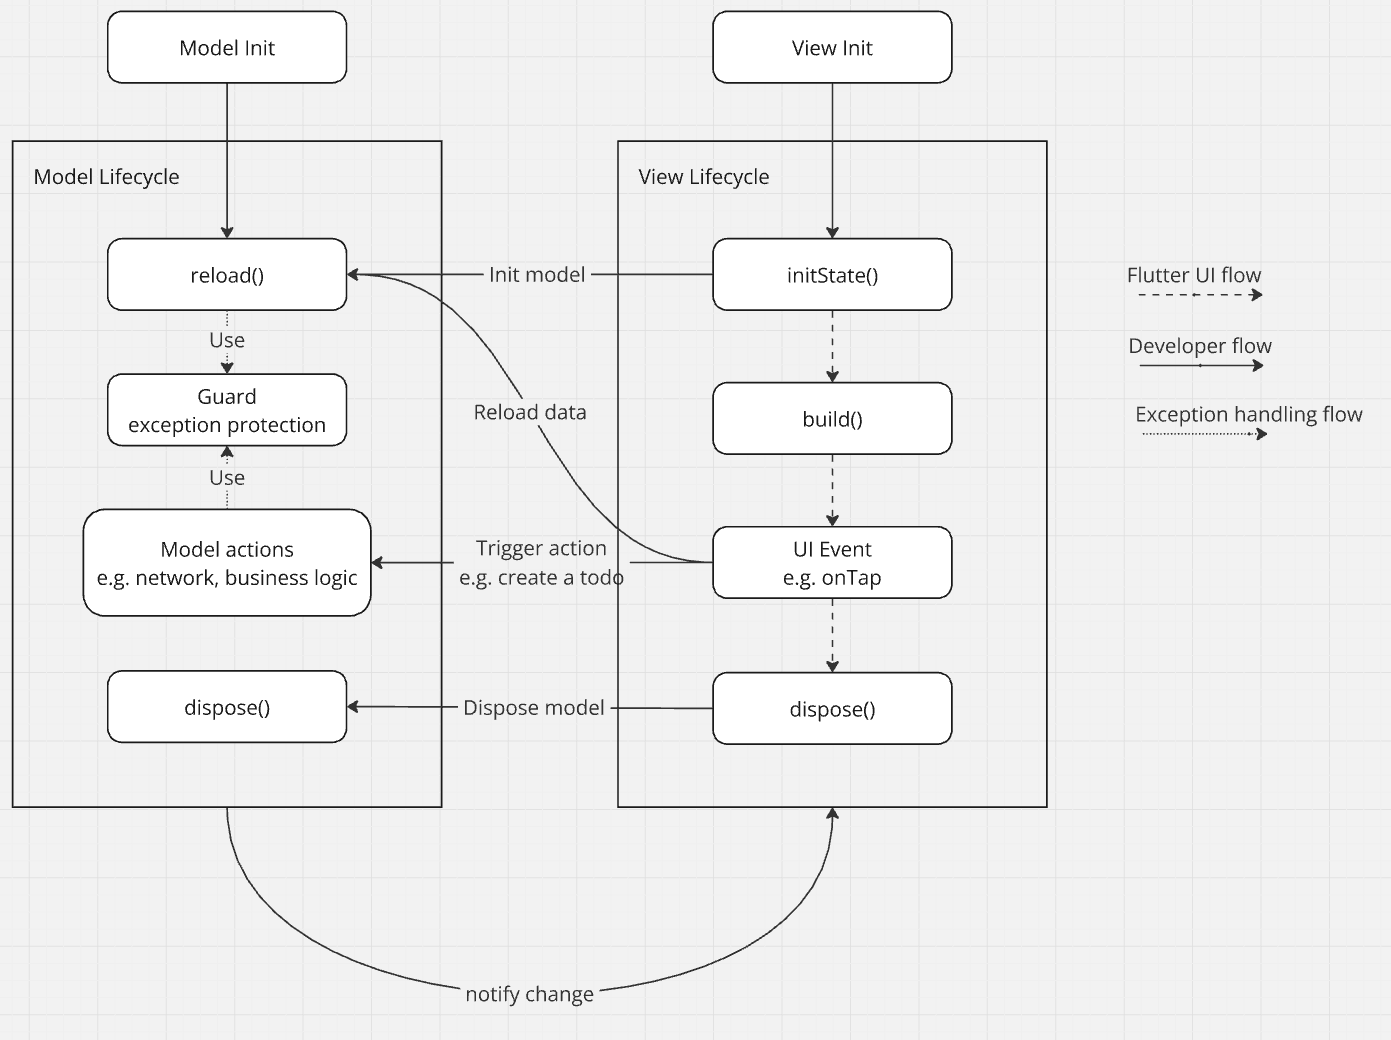 Model Init
View Init
Model Lifecycle
View Lifecycle
reload()
Init model
initState()
Flutter UI flow
Use
Developer flow
Guard
exception protection
Reload data
build()
Exception handling flow
Use
Model actions
e.g. network, business logic
Trigger action
e.g. create a todo
UI Event
e.g. onTap
dispose()
Dispose model
dispose()
notify change